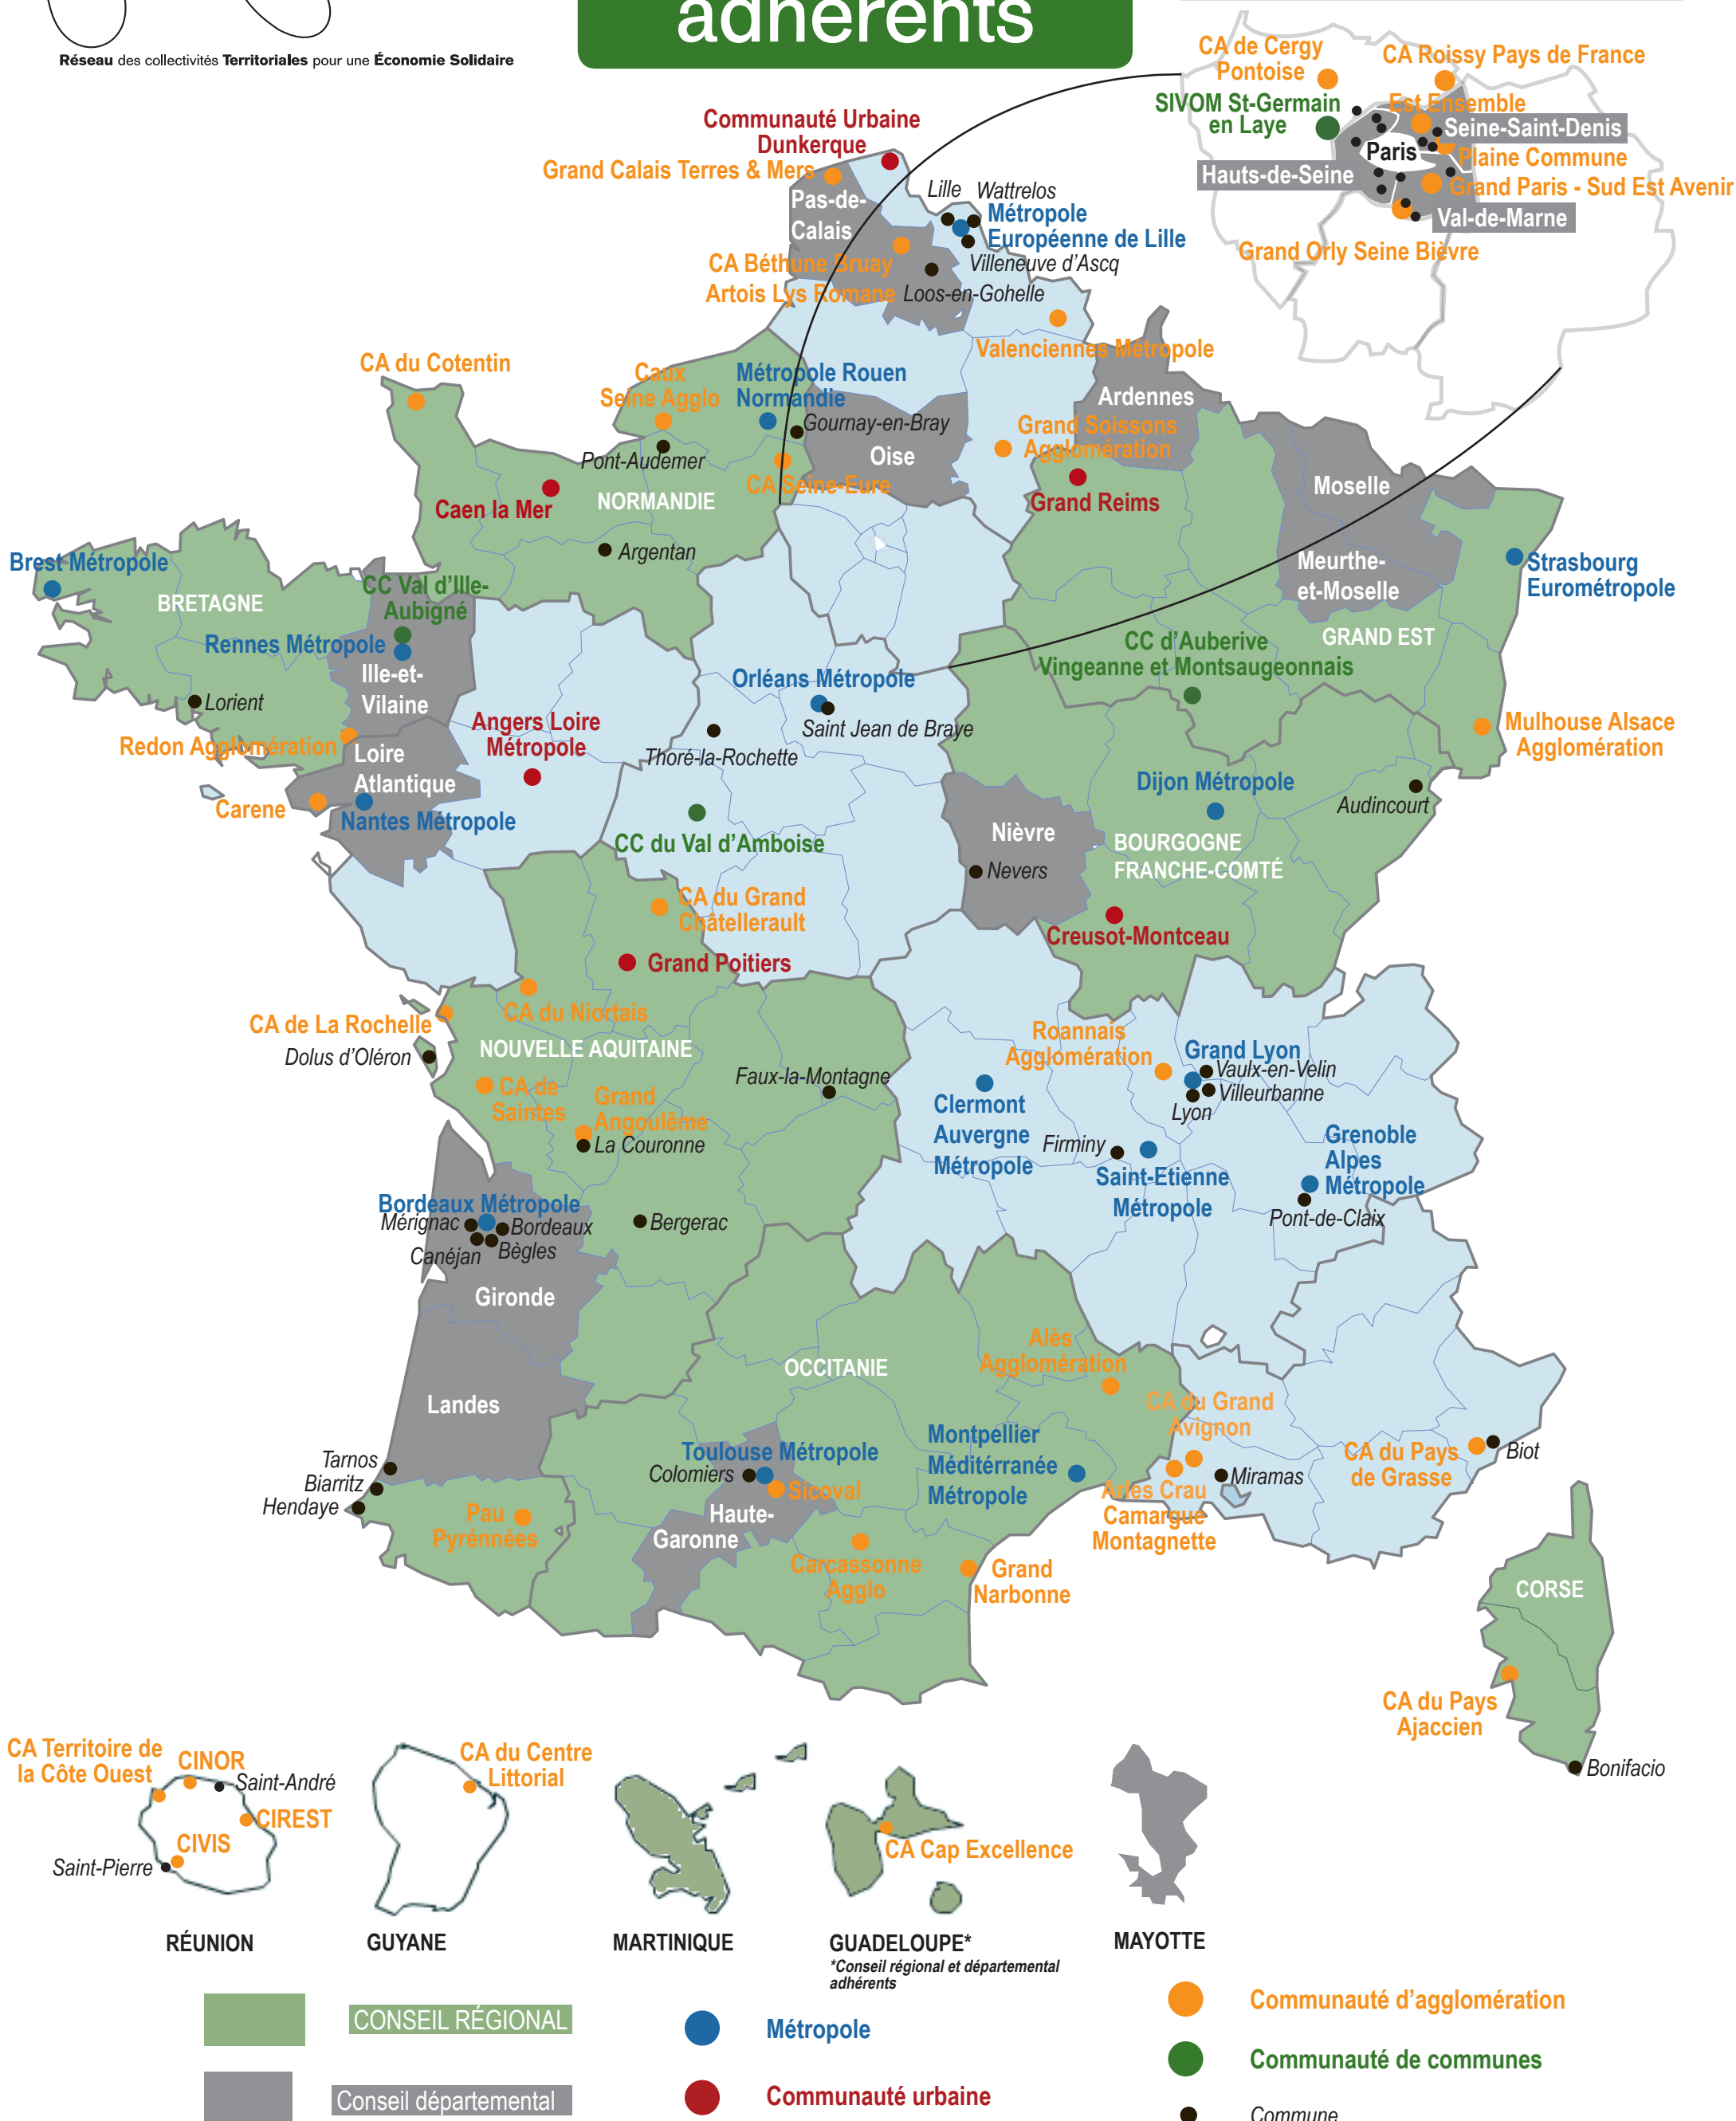 adhérents
Réseau des collectivités Territoriales pour une Économie Solidaire
CA de Cergy
Pontoise
CA Roissy Pays de France
SIVOM St-Germain
en Laye
Est Ensemble
Seine-Saint-Denis
Paris
Plaine Commune
Hauts-de-Seine
Grand Paris - Sud Est Avenir
Val-de-Marne
Grand Orly Seine Bièvre
Communauté Urbaine
Dunkerque
Grand Calais Terres & Mers
Pas-de-
Calais
Lille
Wattrelos
Métropole
Européenne de Lille
Villeneuve d'Ascq
CA Béthune Bruay
Artois Lys Romane
Loos-en-Gohelle
Valenciennes Métropole
CA du Cotentin
Caux
Seine Agglo
Métropole Rouen
Normandie
Gournay-en-Bray
Pont-Audemer
CA Seine-Eure
Oise
Ardennes
Grand Soissons
Agglomération
Grand Reims
Caen la Mer
NORMANDIE
Argentan
Moselle
Meurthe-
et-Moselle
Strasbourg
Eurométropole
GRAND EST
Brest Métropole
BRETAGNE
CC Val d'Ille-
Aubigné
Rennes Métropole
Ille-et-
Vilaine
Lorient
Redon Agglomération
Loire
Atlantique
Carene
Nantes Métropole
Angers Loire
Métropole
Orléans Métropole
Saint Jean de Braye
Thoré-la-Rochette
CC du Val d'Amboise
CC d'Auberive
Vingeanne et Montsaugeonnais
Mulhouse Alsace
Agglomération
Dijon Métropole
Audincourt
Nièvre
Nevers
BOURGOGNE
FRANCHE-COMTÉ
Creusot-Montceau
CA du Grand
Châtellerault
Grand Poitiers
CA du Niortais
CA de La Rochelle
Dolus d'Oléron
NOUVELLE AQUITAINE
CA de
Saintes
Grand
Angoulême
La Couronne
Faux-la-Montagne
Roannais
Agglomération
Grand Lyon
Vaulx-en-Velin
Villeurbanne
Lyon
Clermont
Auvergne
Métropole
Firminy
Saint-Etienne
Métropole
Grenoble
Alpes
Métropole
Pont-de-Claix
Bordeaux Métropole
Mérignac
Bordeaux
Canéjan
Bègles
Bergerac
Gironde
Landes
OCCITANIE
Alès
Agglomération
CA du Grand
Avignon
Tarnos
Biarritz
Hendaye
Toulouse Métropole
Colomiers
Sicoval
Haute-
Garonne
Montpellier
Méditérranée
Métropole
Arles Crau
Camargue
Montagnette
Miramas
CA du Pays
de Grasse
Biot
Pau
Pyrénnées
Carcassonne
Agglo
Grand
Narbonne
CORSE
CA du Pays
Ajaccien
Bonifacio
CA Territoire de
la Côte Ouest
CINOR
Saint-André
CIREST
CIVIS
Saint-Pierre
CA du Centre
Littorial
CA Cap Excellence
RÉUNION
GUYANE
MARTINIQUE
GUADELOUPE*
*Conseil régional et départemental
adhérents
MAYOTTE
CONSEIL RÉGIONAL
Métropole
Communauté d'agglomération
Communauté de communes
Conseil départemental
Communauté urbaine
Commune